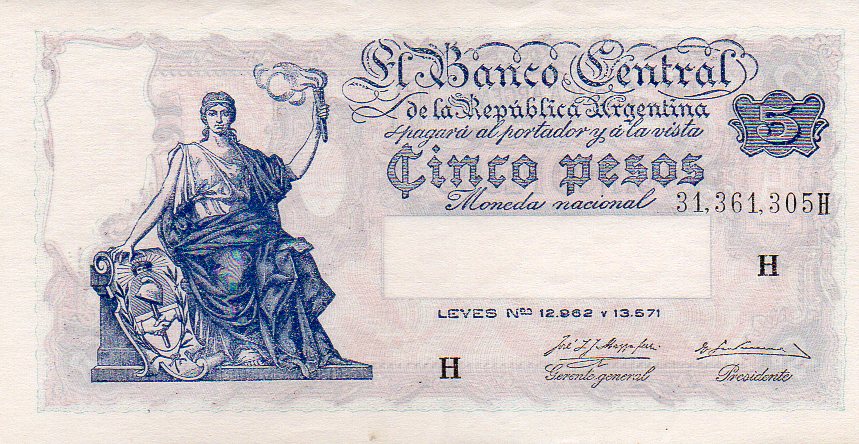 El Banco Central
de la República Argentina
pagará al portador y á la vista
5
Cinco pesos
Moneda nacional
31,361,305H
H
LEYES Nos 12.962 Y 13.571
H
Gerente general
Presidente